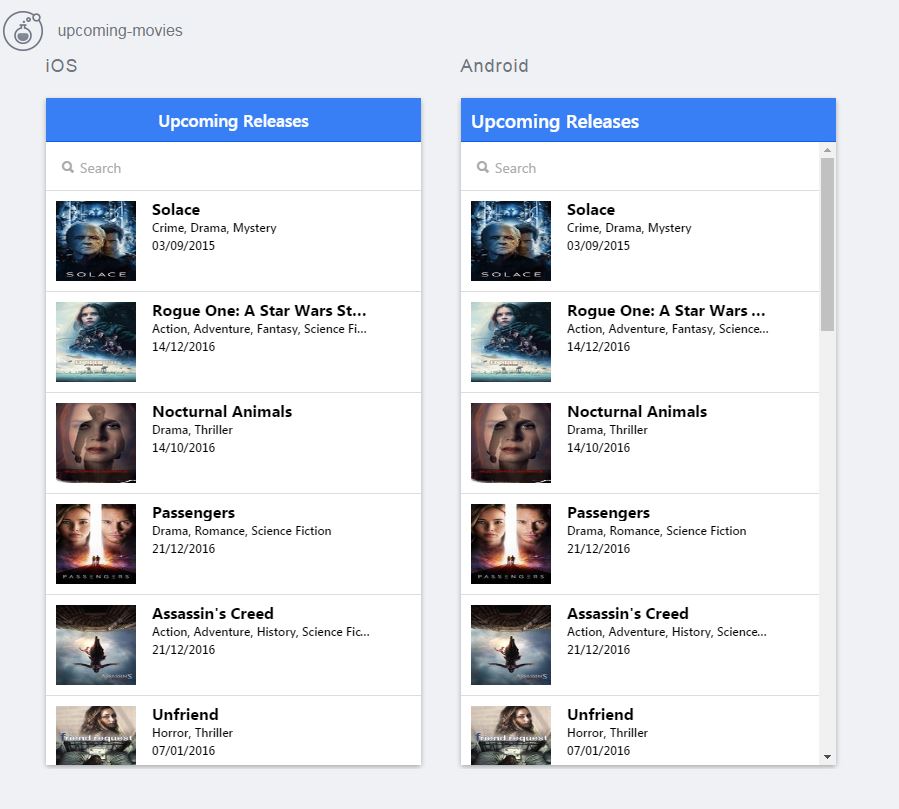 upcoming-movies
iOS
Upcoming Releases
Search
SOLACE
Solace
Crime, Drama, Mystery
03/09/2015
Rogue One: A Star Wars St...
Action, Adventure, Fantasy, Science Fi...
14/12/2016
Nocturnal Animals
Drama, Thriller
14/10/2016
PASSENGERS
Passengers
Drama, Romance, Science Fiction
21/12/2016
Assassin's Creed
Action, Adventure, History, Science Fic...
21/12/2016
friend request
Unfriend
Horror, Thriller
07/01/2016
Android
Upcoming Releases
Search
SOLACE
Solace
Crime, Drama, Mystery
03/09/2015
Rogue One: A Star Wars ...
Action, Adventure, Fantasy, Science...
14/12/2016
Nocturnal Animals
Drama, Thriller
14/10/2016
PASSENGERS
Passengers
Drama, Romance, Science Fiction
21/12/2016
Assassin's Creed
Action, Adventure, History, Science...
21/12/2016
friend request
Unfriend
Horror, Thriller
07/01/2016